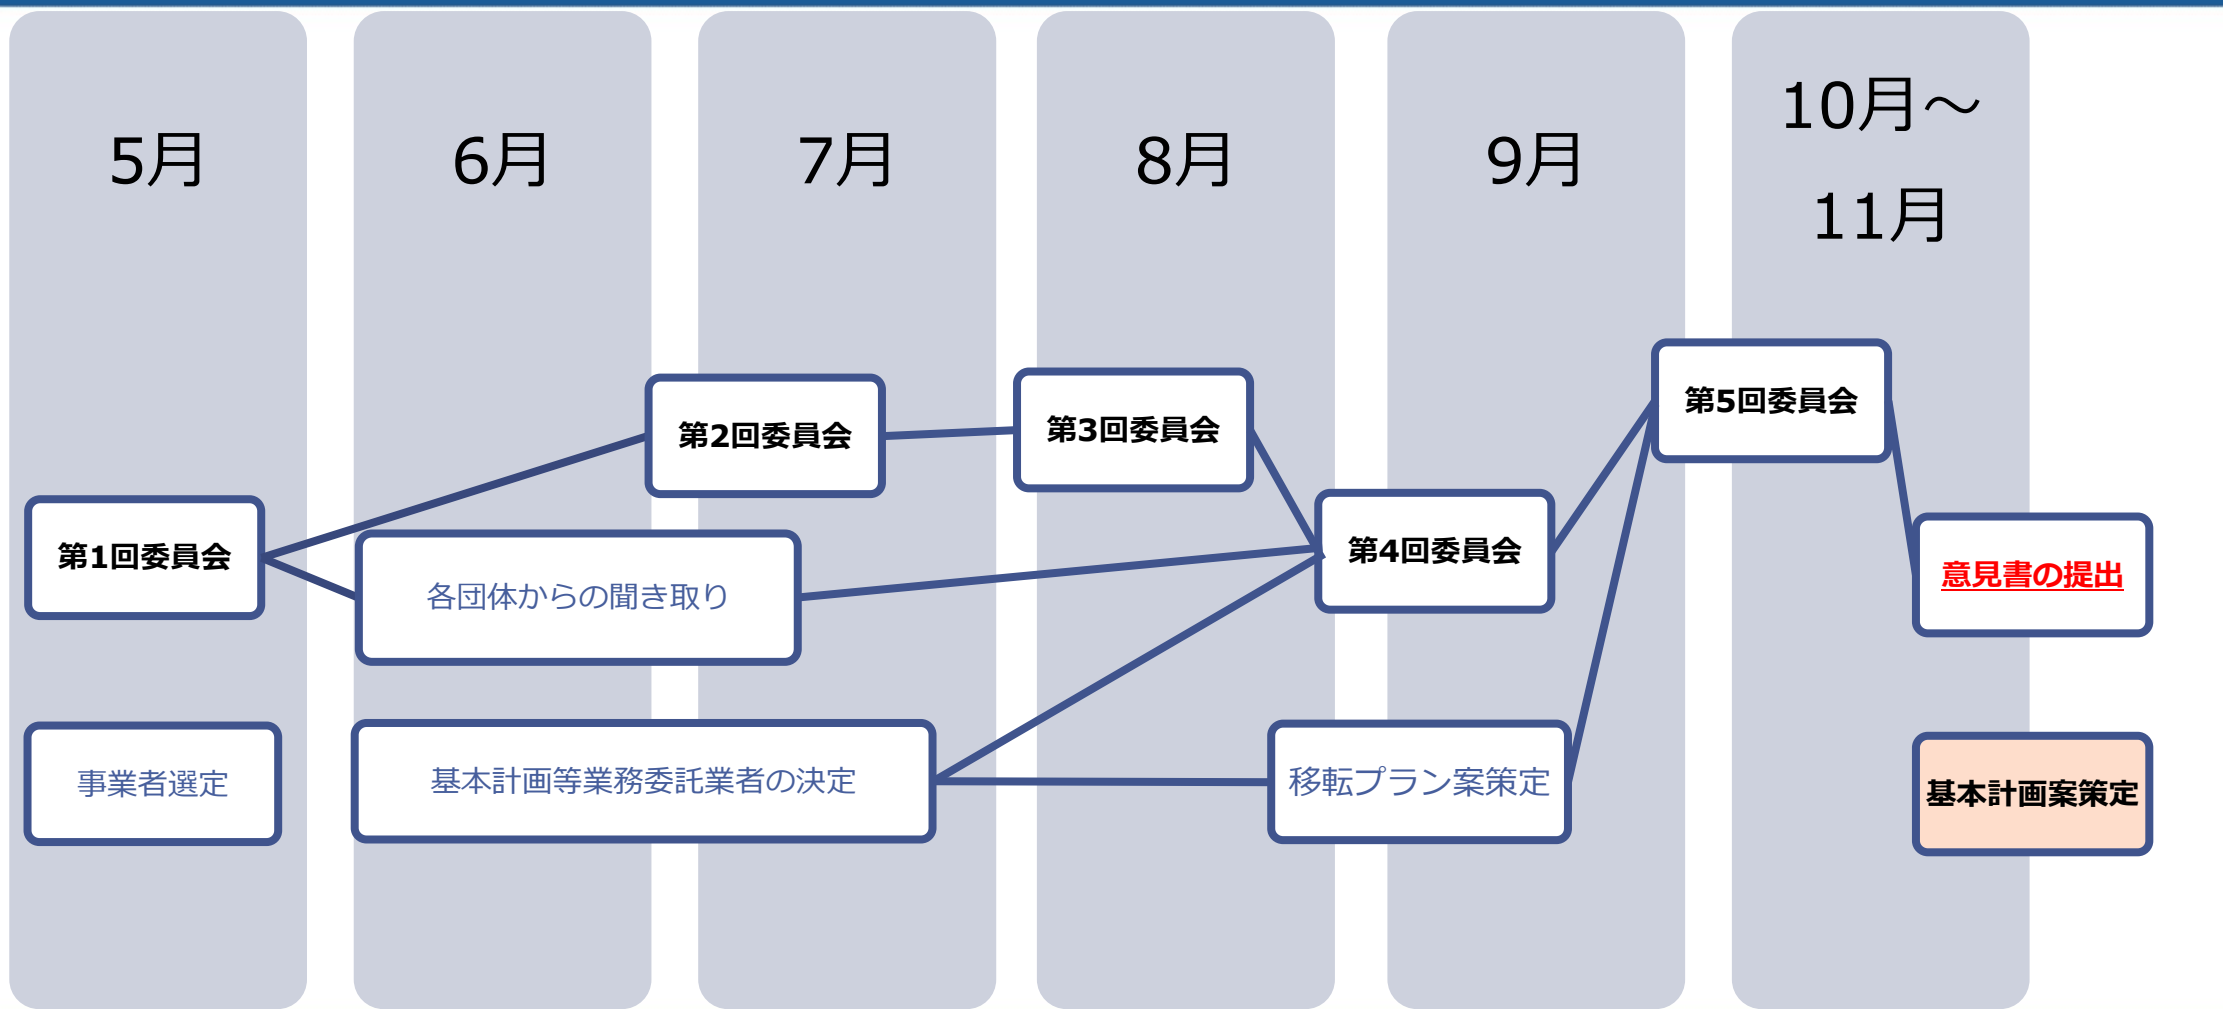 5月
6月
7月
8月
9月
10月～
11月
第1回委員会
第2回委員会
第3回委員会
第4回委員会
第5回委員会
各団体からの聞き取り
意見書の提出
事業者選定
基本計画等業務委託業者の決定
移転プラン案策定
基本計画案策定